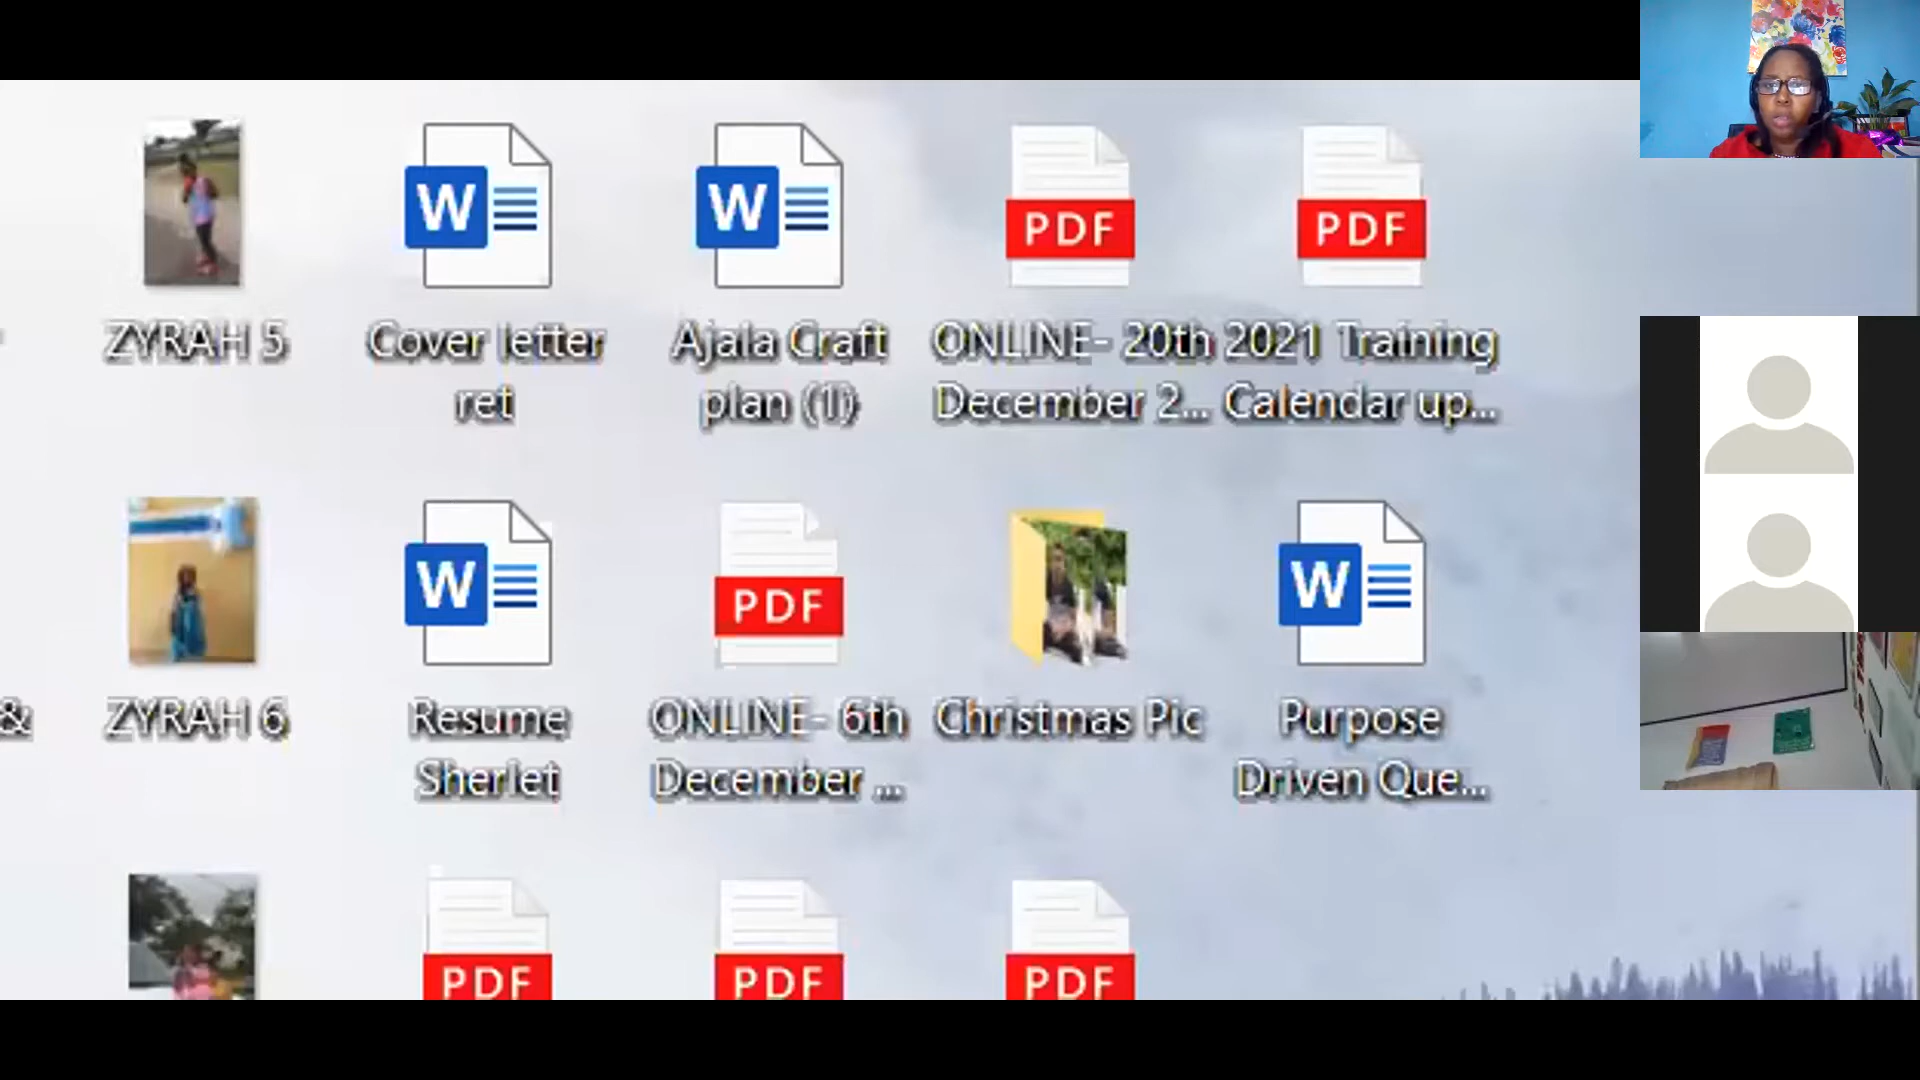 ZYRAH 5
Cover letter
ret
Ajala Craft
plan (1)
ONLINE- 20th
December 2...
2021 Training
Calendar up...
W
W
PDF
PDF
&
ZYRAH 6
Resume
Sherlet
ONLINE- 6th
December ...
Christmas Pic
Purpose
Driven Que...
W
PDF
W
PDF
PDF
PDF